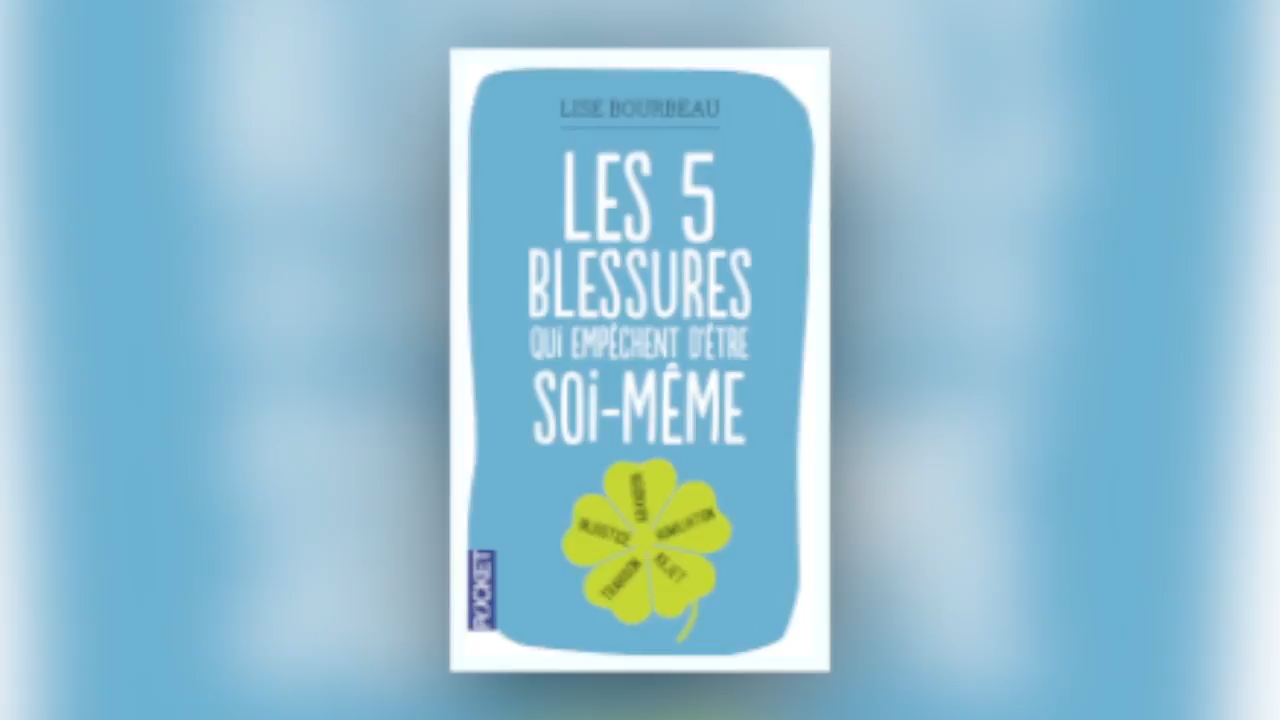 LISE BOURBEAU
LES 5
BLESSURES
QUi EMPÊCHENT D'ÊTRE
SOi-MÊME
ABANDON
HUMILIATION
REJET
TRAHISON
INJUSTICE
POCKET